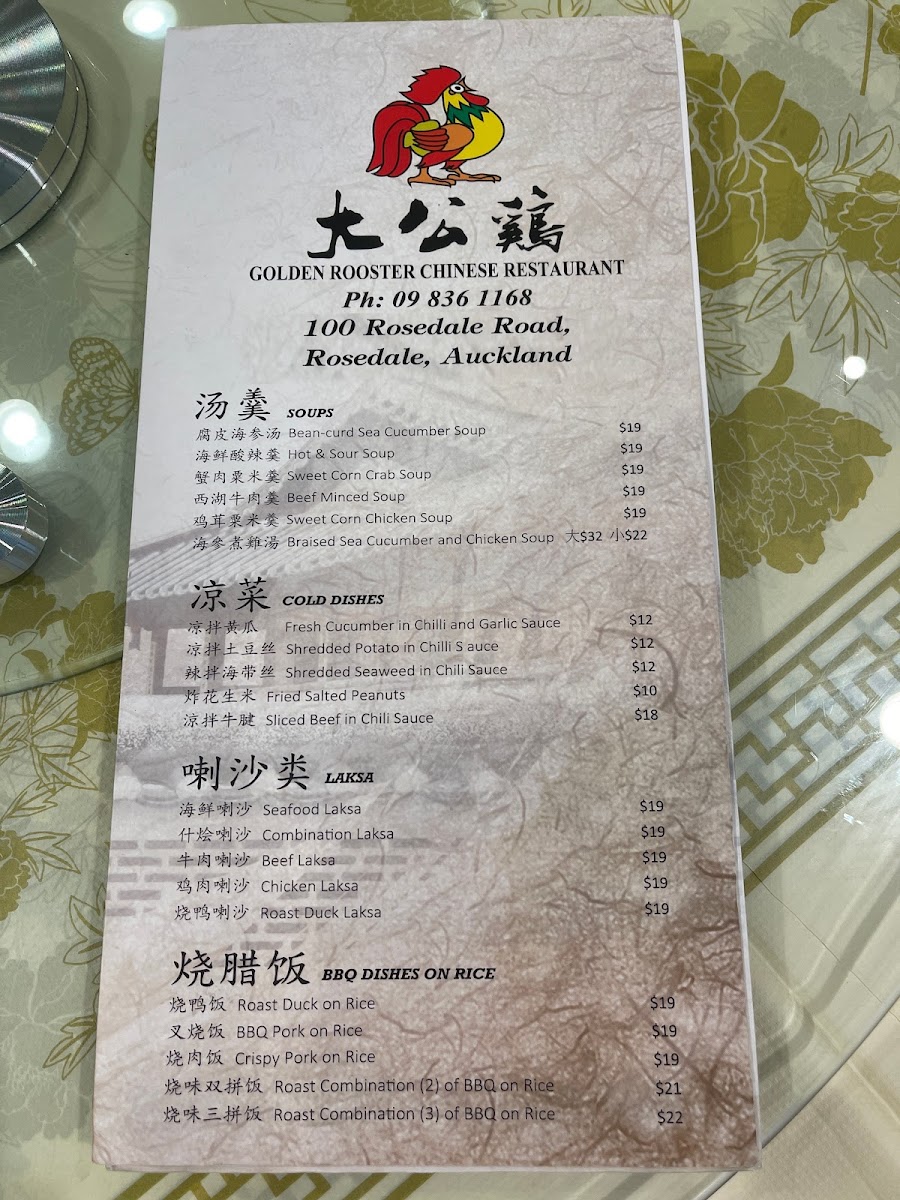 大公鷄
GOLDEN ROOSTER CHINESE RESTAURANT
Ph: 09 836 1168
100 Rosedale Road,
Rosedale, Auckland
汤羹 SOUPS
腐皮海参汤 Bean-curd Sea Cucumber Soup $19
海鲜酸辣羹 Hot & Sour Soup $19
蟹肉粟米羹 Sweet Corn Crab Soup $19
西湖牛肉羹 Beef Minced Soup $19
鸡茸粟米羹 Sweet Corn Chicken Soup $19
海參煮雞湯 Braised Sea Cucumber and Chicken Soup 大$32 小$22
凉菜 COLD DISHES
凉拌黄瓜 Fresh Cucumber in Chilli and Garlic Sauce $12
凉拌土豆丝 Shredded Potato in Chilli S auce $12
辣拌海带丝 Shredded Seaweed in Chili Sauce $12
炸花生米 Fried Salted Peanuts $10
凉拌牛腱 Sliced Beef in Chili Sauce $18
喇沙类 LAKSA
海鲜喇沙 Seafood Laksa $19
什烩喇沙 Combination Laksa $19
牛肉喇沙 Beef Laksa $19
鸡肉喇沙 Chicken Laksa $19
烧鸭喇沙 Roast Duck Laksa $19
烧腊饭 BBQ DISHES ON RICE
烧鸭饭 Roast Duck on Rice $19
叉烧饭 BBQ Pork on Rice $19
烧肉饭 Crispy Pork on Rice $19
烧味双拼饭 Roast Combination (2) of BBQ on Rice $21
烧味三拼饭 Roast Combination (3) of BBQ on Rice $22